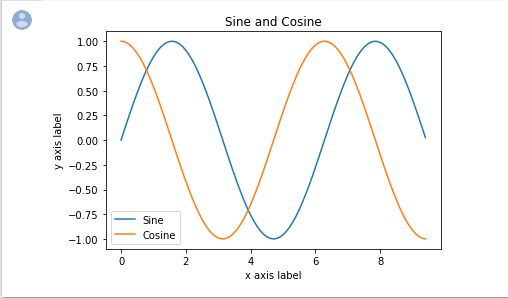 Sine and Cosine
1.00
0.75
0.50
0.25
0.00
−0.25
−0.50
−0.75
−1.00
y axis label
Sine
Cosine
0 2 4 6 8
x axis label